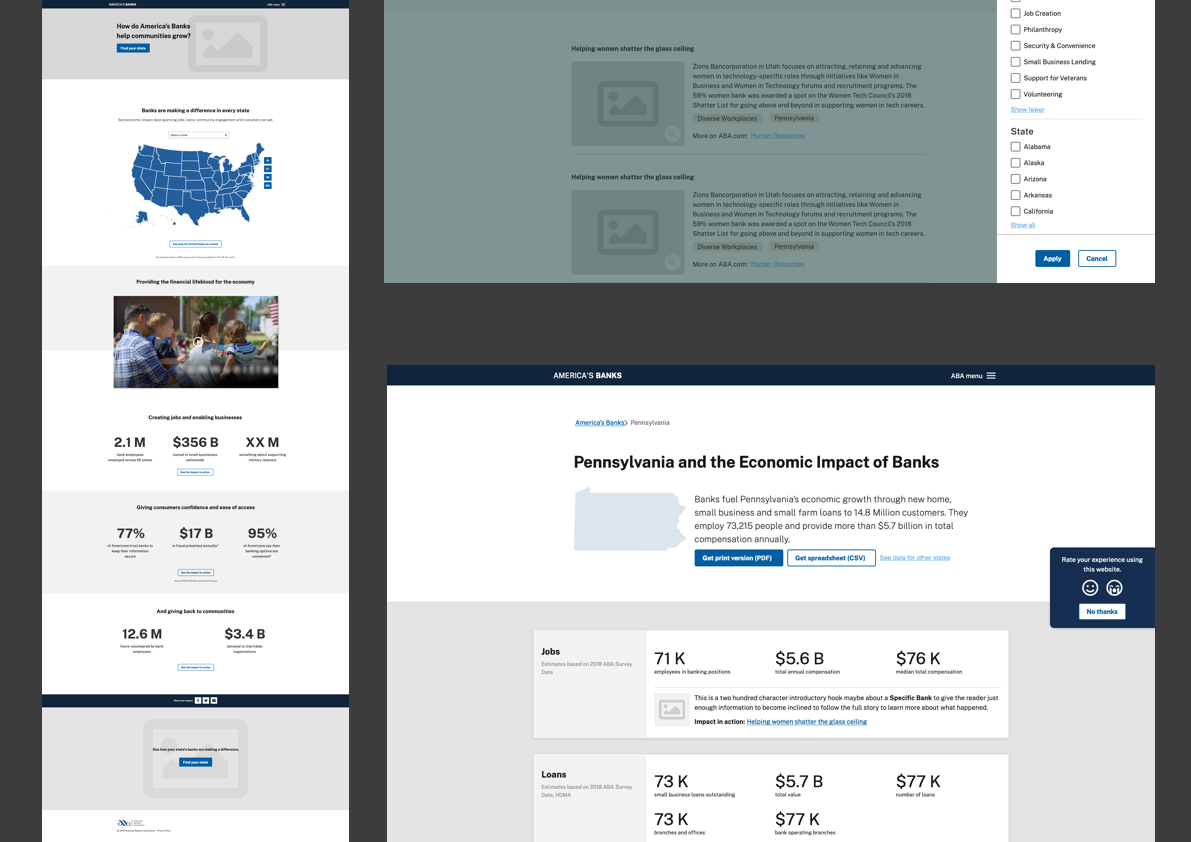 AMERICA'S BANKS
ABA menu
How do America's Banks
help communities grow?
Find your state
Banks are making a difference in every state
See economic impact data spanning jobs, loans, community engagement and customers served.
Select a state
See data for United States as a whole
Providing the financial lifeblood for the economy
Creating jobs and enabling businesses
2.1 M
bank employees
employed across 50 states
$356 B
loaned to small businesses
nationwide
XX M
something about supporting
military veterans
See the impact in action
Giving consumers confidence and ease of access
77%
of Americans trust banks to
keep their information
secure
$17 B
in fraud prevented annually*
95%
of Americans say their
banking options are
convenient*
See the impact in action
And giving back to communities
12.6 M
hours volunteered by bank
employees
$3.4 B
donated to charitable
organizations
See the impact in action
Share the impact
See how your state's banks are making a difference.
Find your state
Helping women shatter the glass ceiling
Zions Bancorporation in Utah focuses on attracting, retaining and advancing
women in technology-specific roles through initiatives like Women in
Business and Women in Technology forums and recruitment programs. The
59% women bank was awarded a spot on the Women Tech Council's 2018
Shatter List for going above and beyond in supporting women in tech careers.
Diverse Workplaces
Pennsylvania
More on ABA.com: Human Resources
Helping women shatter the glass ceiling
Zions Bancorporation in Utah focuses on attracting, retaining and advancing
women in technology-specific roles through initiatives like Women in
Business and Women in Technology forums and recruitment programs. The
59% women bank was awarded a spot on the Women Tech Council's 2018
Shatter List for going above and beyond in supporting women in tech careers.
Diverse Workplaces
Pennsylvania
More on ABA.com: Human Resources
Job Creation
Philanthropy
Security & Convenience
Small Business Lending
Support for Veterans
Volunteering
Show fewer
State
Alabama
Alaska
Arizona
Arkansas
California
Show all
Apply
Cancel
AMERICA'S BANKS
ABA menu
America's Banks
Pennsylvania
Pennsylvania and the Economic Impact of Banks
Banks fuel Pennsylvania's economic growth through new home,
small business and small farm loans to 14.8 Million customers. They
employ 73,215 people and provide more than $5.7 billion in total
compensation annually.
Get print version (PDF)
Get spreadsheet (CSV)
See data for other states
Rate your experience using
this website.
No thanks
Jobs
Estimates based on 2018 ABA Survey
Data
71 K
employees in banking positions
$5.6 B
total annual compensation
$76 K
median total compensation
This is a two hundred character introductory hook maybe about a Specific Bank to give the reader just
enough information to become inclined to follow the full story to learn more about what happened.
Impact in action: Helping women shatter the glass ceiling
Loans
Estimates based on 2018 ABA Survey
Data, HDMA
73 K
small business loans outstanding
$5.7 B
total value
$77 K
number of loans
73 K
branches and offices
$77 K
bank operating branches